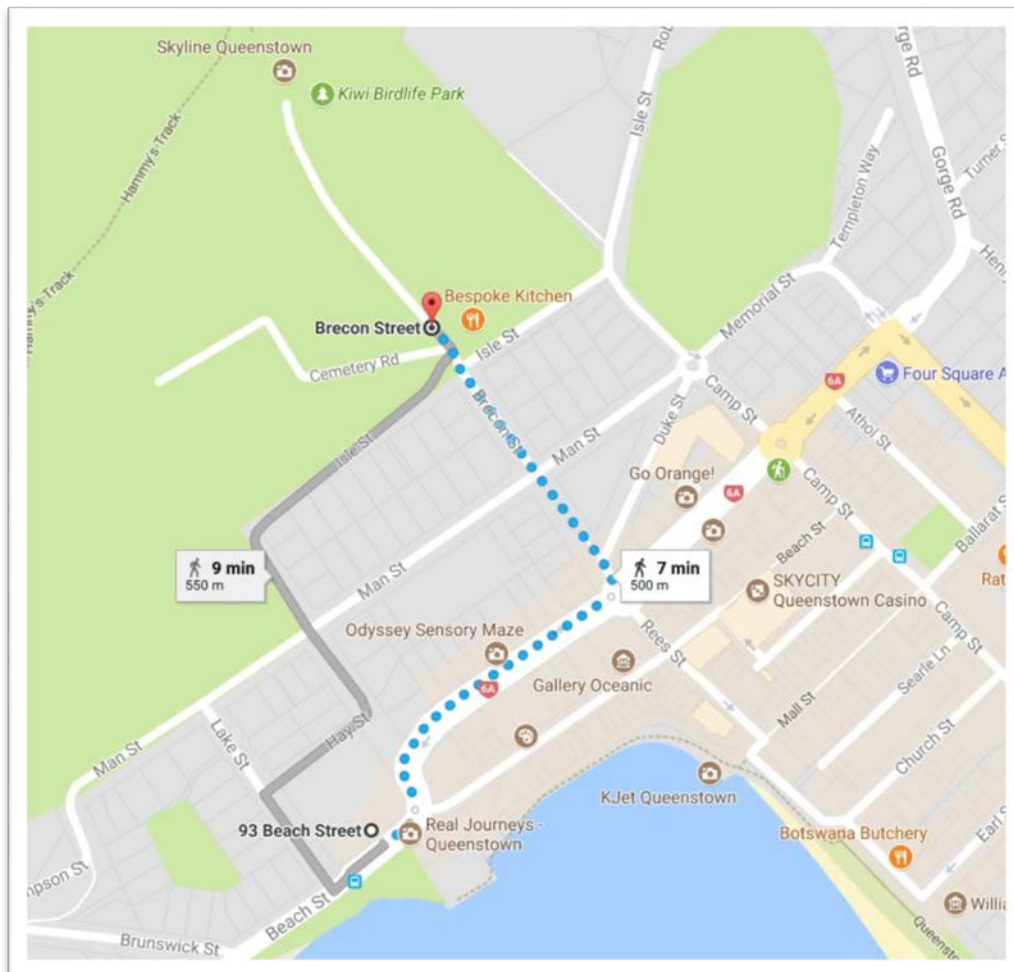 Skyline Queenstown
Kiwi Birdlife Park
Hammy's Track
Isle St
Gorge Rd
Gorge Rd
Templeton Way
Hammy's Track
Bespoke Kitchen
Brecon Street
Isle St
Memorial St
Cemetery Rd
6A
Four Square
Brecon St
Duke St
Camp St
Athol St
Isle St
Man St
Go Orange!
6A
Camp St
Ballarat St
Beach St
9 min
550 m
7 min
500 m
Man St
SKYCITY
Queenstown Casino
Odyssey Sensory Maze
Rees St
Camp St
6A
Gallery Oceanic
Searle Ln
Mall St
Hay St
Lake St
Man St
Church St
KJet Queenstown
93 Beach Street
Real Journeys -
Queenstown
Botswana Butchery
Earl
Beach St
Brunswick St